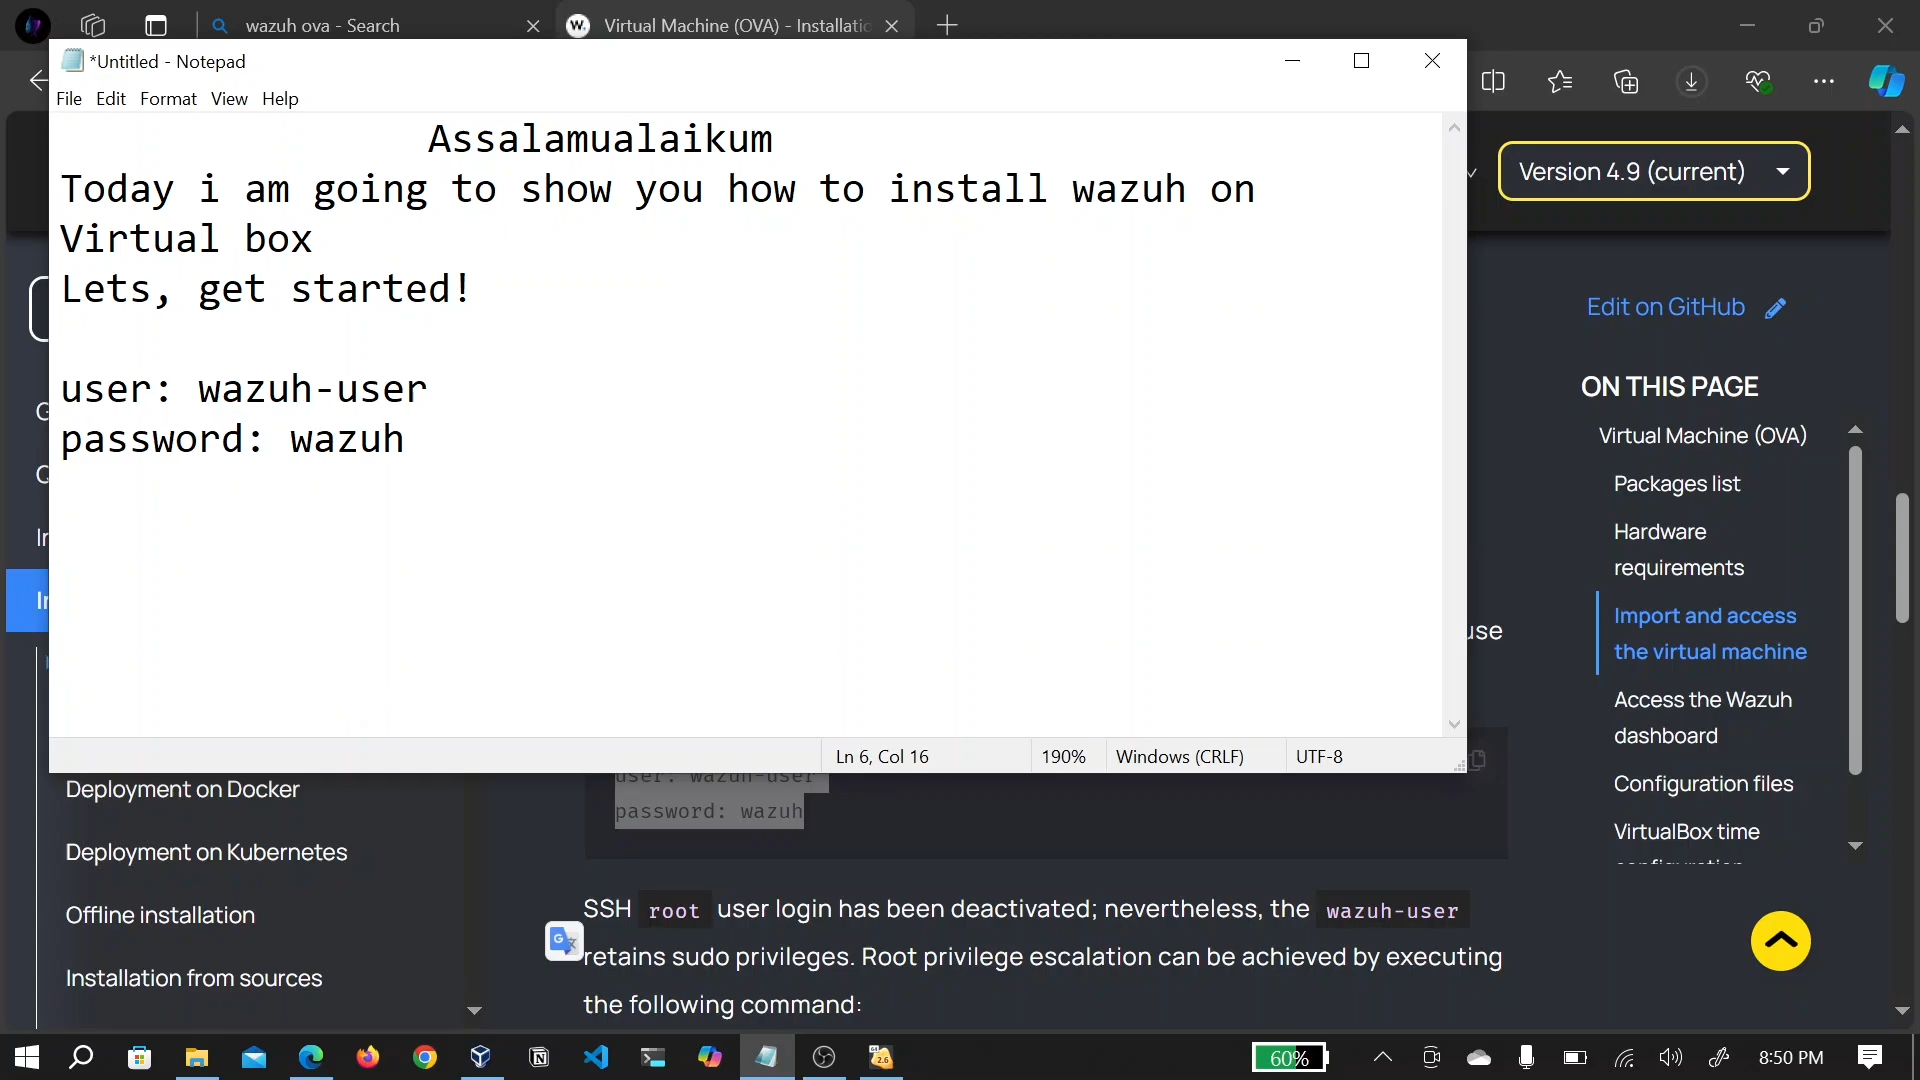 wazuh ova - Search
W.
Virtual Machine (OVA) - Installatio
*Untitled - Notepad
File Edit Format View Help
Assalamualaikum
Today i am going to show you how to install wazuh on
Virtual box
Lets, get started!
user: wazuh-user
password: wazuh
Ln 6, Col 16
190%
Windows (CRLF)
UTF-8
Version 4.9 (current)
Edit on GitHub
ON THIS PAGE
Virtual Machine (OVA)
Packages list
Hardware
requirements
Import and access
the virtual machine
Access the Wazuh
dashboard
Configuration files
VirtualBox time
configuration
use
user: wazuh-user
password: wazuh
Deployment on Docker
Deployment on Kubernetes
Offline installation
Installation from sources
SSH root user login has been deactivated; nevertheless, the wazuh-user
retains sudo privileges. Root privilege escalation can be achieved by executing
the following command:
60%
8:50 PM